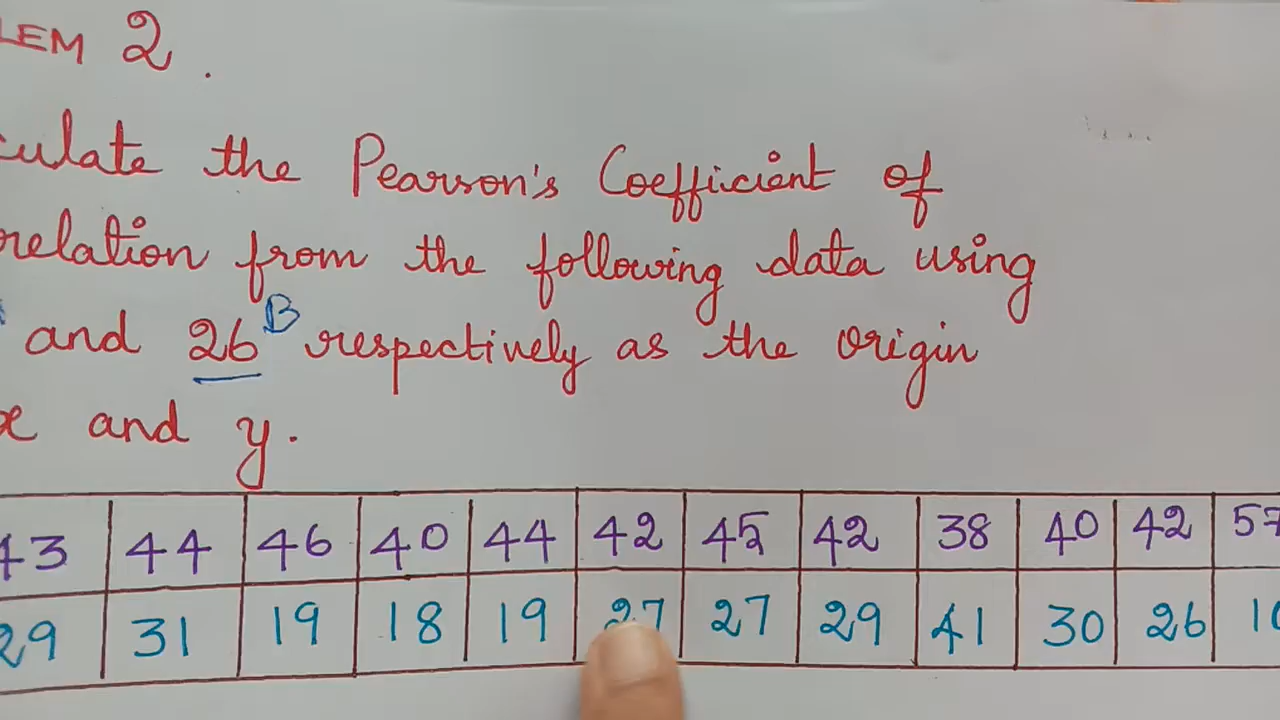 LEM 2.
culate the Pearson's Coefficient of
relation from the following data using
and 26 B respectively as the origin
x and y.
43 44 46 40 44 42 45 42 38 40 42 57
29 31 19 18 19 27 27 29 41 30 26